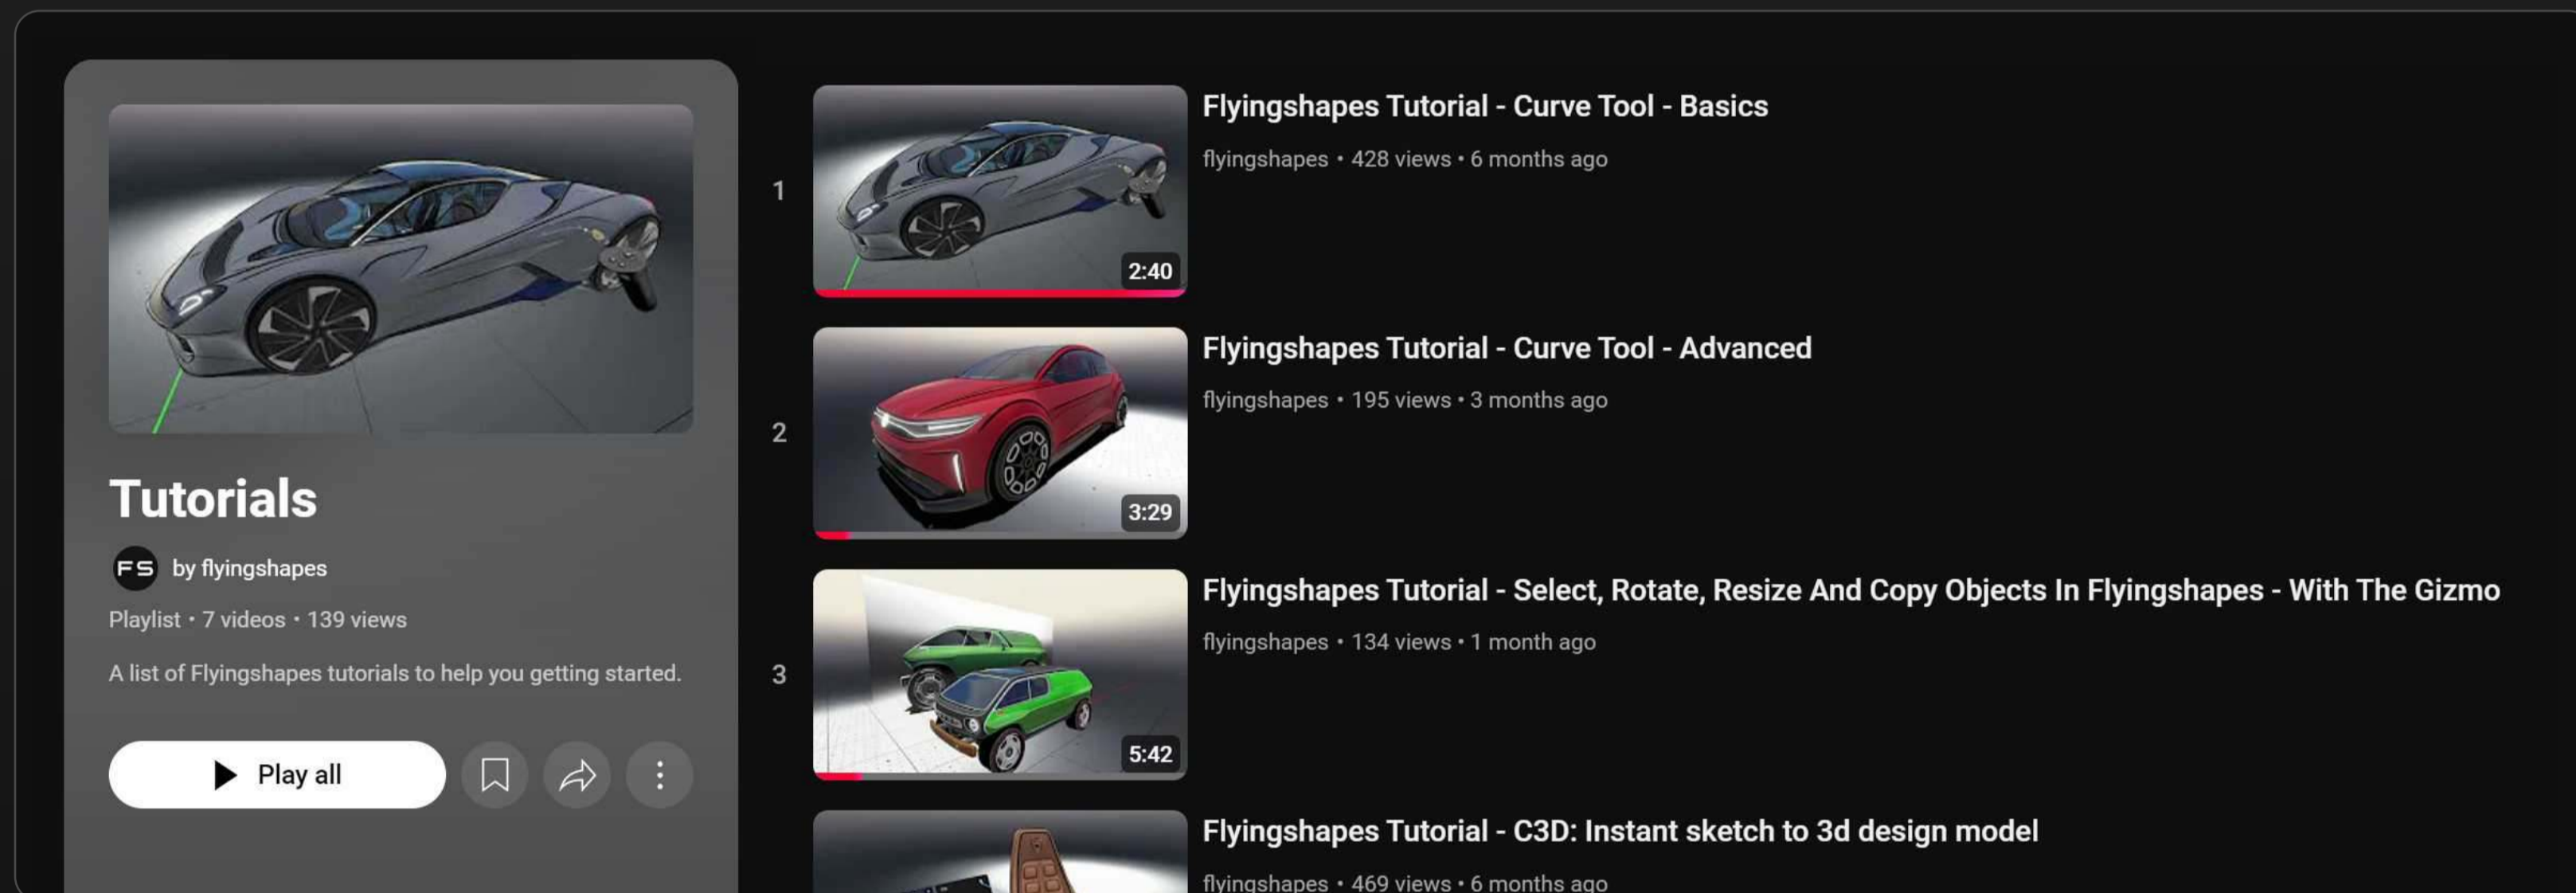 Tutorials
FS by flyingshapes
Playlist • 7 videos • 139 views
A list of Flyingshapes tutorials to help you getting started.
Play all
1
2:40
Flyingshapes Tutorial - Curve Tool - Basics
flyingshapes • 428 views • 6 months ago
2
3:29
Flyingshapes Tutorial - Curve Tool - Advanced
flyingshapes • 195 views • 3 months ago
3
5:42
Flyingshapes Tutorial - Select, Rotate, Resize And Copy Objects In Flyingshapes - With The Gizmo
flyingshapes • 134 views • 1 month ago
Flyingshapes Tutorial - C3D: Instant sketch to 3d design model
flyingshapes • 469 views • 6 months ago